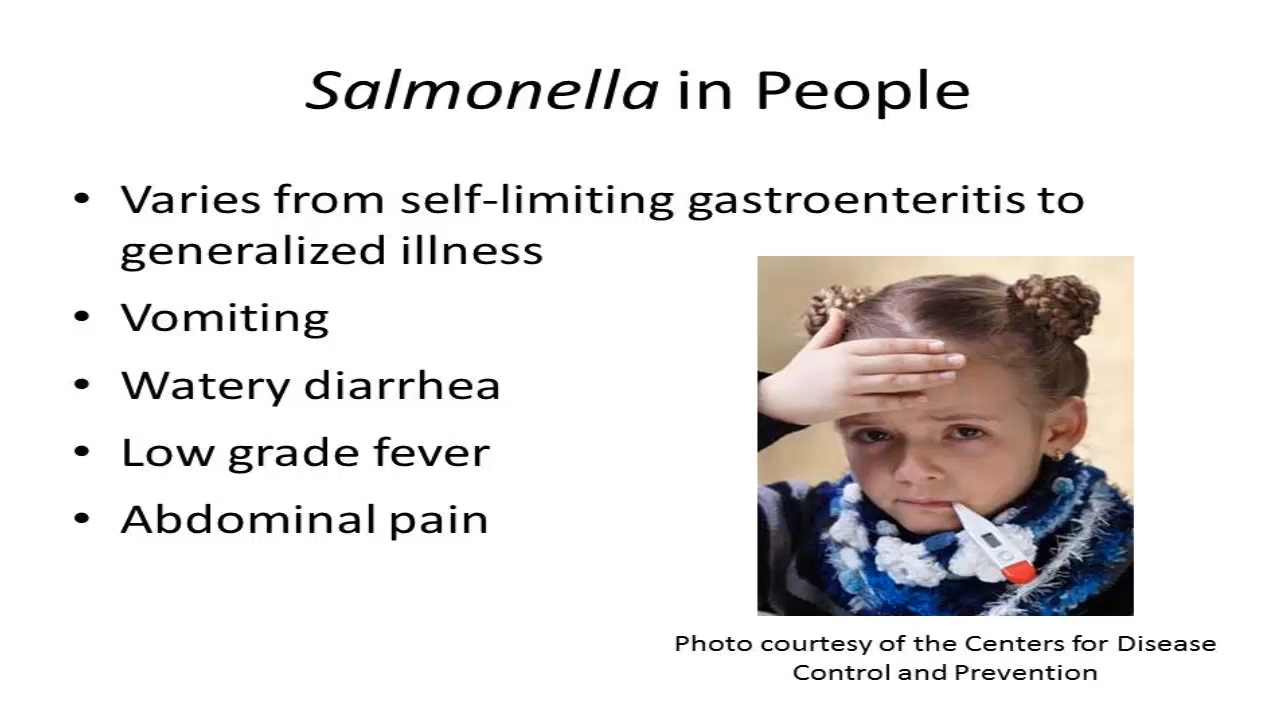 Salmonella in People
• Varies from self-limiting gastroenteritis to
generalized illness
• Vomiting
• Watery diarrhea
• Low grade fever
• Abdominal pain
Photo courtesy of the Centers for Disease
Control and Prevention